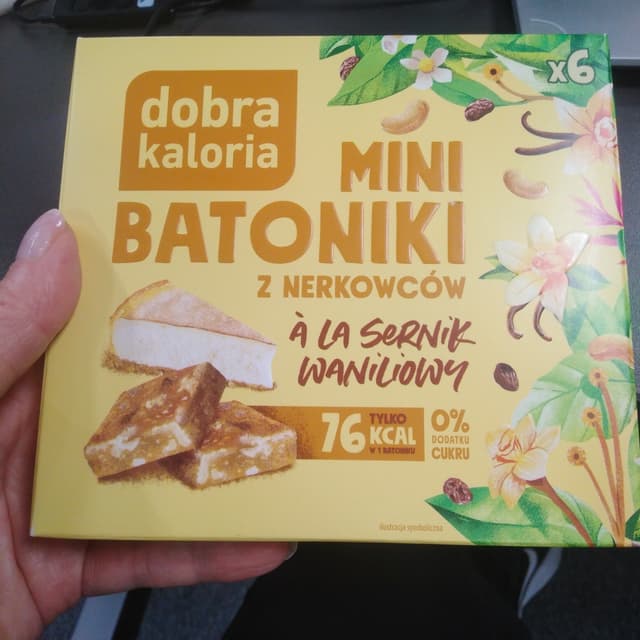 x6
dobra
kaloria
MINI
BATONIKI
Z NERKOWCÓW
À LA SERNIK
WANILIOWY
76 TYLKO
KCAL
W 1 BATONIKU
0%
DODATKU
CUKRU
ilustracja symboliczna